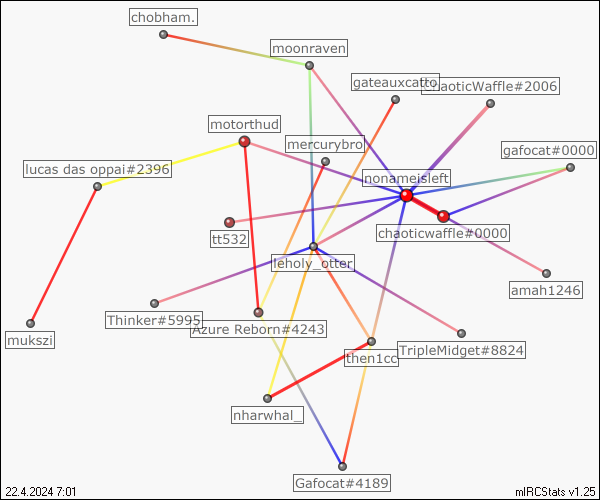 chobham.
moonraven
gateauxcatto
chaoticWaffle#2006
motorthud
mercurybro
gafocat#0000
lucas das oppai#2396
nonameisleft
tt532
chaoticwaffle#0000
leholy_otter
amah1246
Thinker#5995
Azure Reborn#4243
mukszi
then1cc
TripleMidget#8824
nharwhal_
Gafocat#4189
22.4.2024 7:01
mIRCStats v1.25